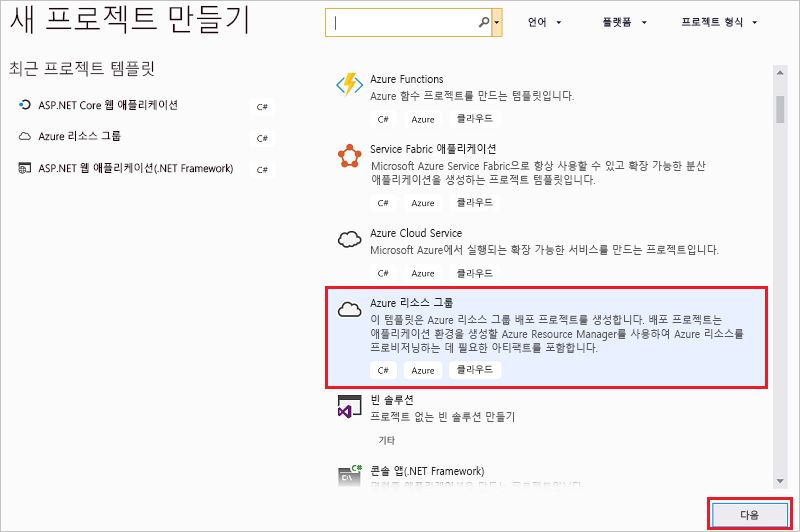 새 프로젝트 만들기
언어
플랫폼
프로젝트 형식
최근 프로젝트 템플릿
ASP.NET Core 웹 애플리케이션
C#
Azure 리소스 그룹
C#
ASP.NET 웹 애플리케이션(.NET Framework)
C#
Azure Functions
Azure 함수 프로젝트를 만드는 템플릿입니다.
C# Azure 클라우드
Service Fabric 애플리케이션
Microsoft Azure Service Fabric으로 항상 사용할 수 있고 확장 가능한 분산
애플리케이션을 생성하는 프로젝트 템플릿입니다.
C# Azure 클라우드
Azure Cloud Service
Microsoft Azure에서 실행되는 확장 가능한 서비스를 만드는 프로젝트입니다.
C# Azure 클라우드
Azure 리소스 그룹
이 템플릿은 Azure 리소스 그룹 배포 프로젝트를 생성합니다. 배포 프로젝트는
애플리케이션 환경을 생성할 Azure Resource Manager를 사용하여 Azure 리소스를
프로비저닝하는 데 필요한 아티팩트를 포함합니다.
C# Azure 클라우드
빈 솔루션
프로젝트 없는 빈 솔루션 만들기
기타
C#
콘솔 앱(.NET Framework)
다음